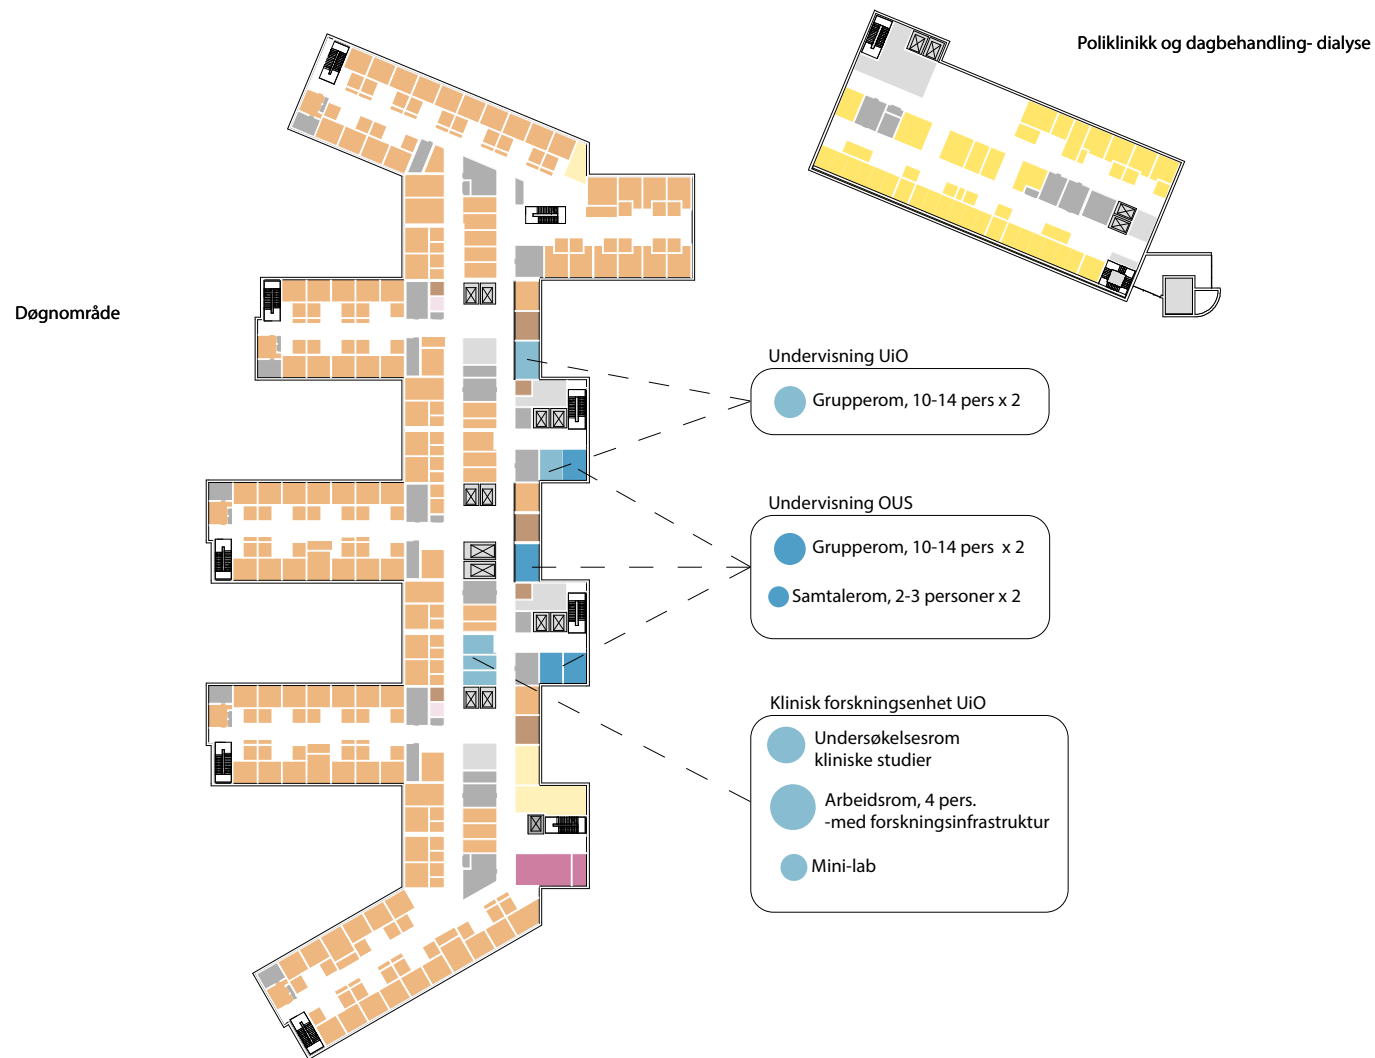 Poliklinikk og dagbehandling- dialyse
Døgnområde
Undervisning UiO
Grupperom, 10-14 pers x 2
Undervisning OUS
Grupperom, 10-14 pers  x 2
Samtalerom, 2-3 personer x 2
Klinisk forskningsenhet UiO
Undersøkelsesrom
kliniske studier
Arbeidsrom, 4 pers.
-med forskningsinfrastruktur
Mini-lab